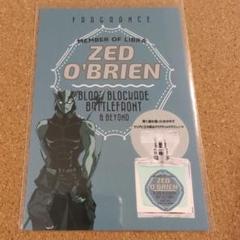 FRAGRANCE
MEMBER OF LIBRA
ZED
O'BRIEN
BLOOD BLOCKADE
BATTLEFRONT
& BEYOND
ZED
O'BRIEN